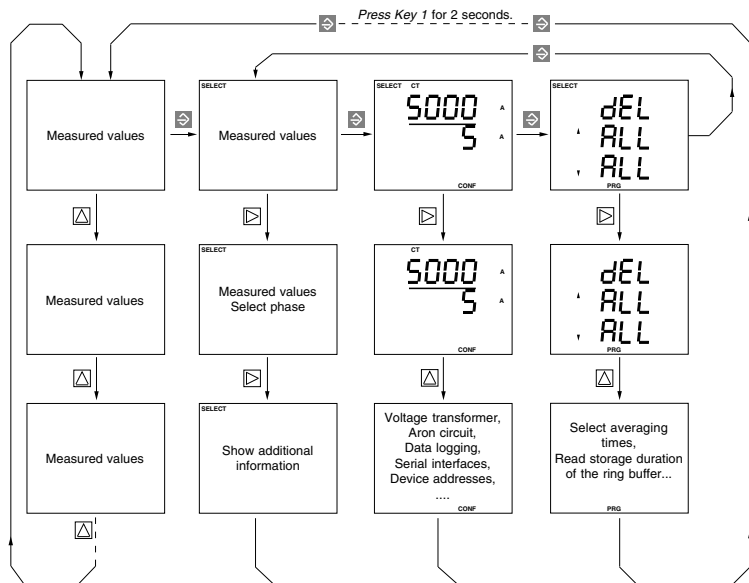 Press Key 1 for 2 seconds.
Measured values
SELECT
Measured values
SELECT CT
5000 A
5 A
CONF
SELECT
dEL
ALL
ALL
PRG
Measured values
SELECT
Measured values
Select phase
CT
5000 A
5 A
CONF
dEL
ALL
ALL
PRG
Measured values
SELECT
Show additional
information
Voltage transformer,
Aron circuit,
Data logging,
Serial interfaces,
Device addresses,
....
CONF
Select averaging
times,
Read storage duration
of the ring buffer...
PRG